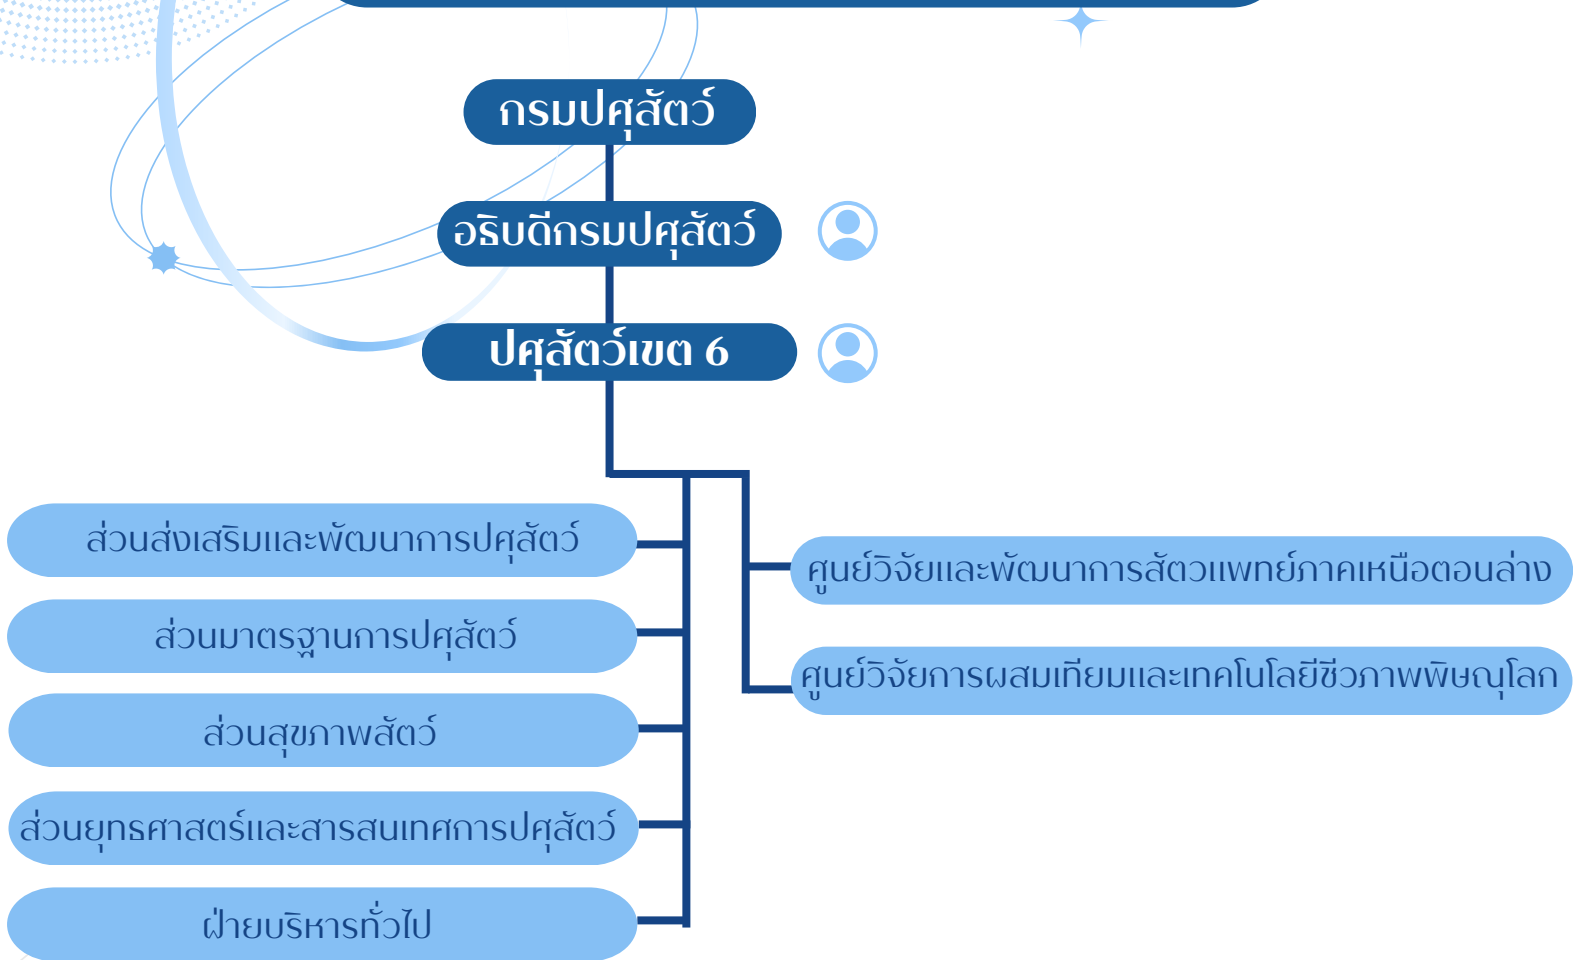 กรมปศุสัตว์
อธิบดีกรมปศุสัตว์
ปศุสัตว์เขต 6
ส่วนส่งเสริมและพัฒนาการปศุสัตว์
ส่วนมาตรฐานการปศุสัตว์
ส่วนสุขภาพสัตว์
ส่วนยุทธศาสตร์และสารสนเทศการปศุสัตว์
ฝ่ายบริหารทั่วไป
ศูนย์วิจัยและพัฒนาการสัตวแพทย์ภาคเหนือตอนล่าง
ศูนย์วิจัยการผสมเทียมและเทคโนโลยีชีวภาพพิษณุโลก